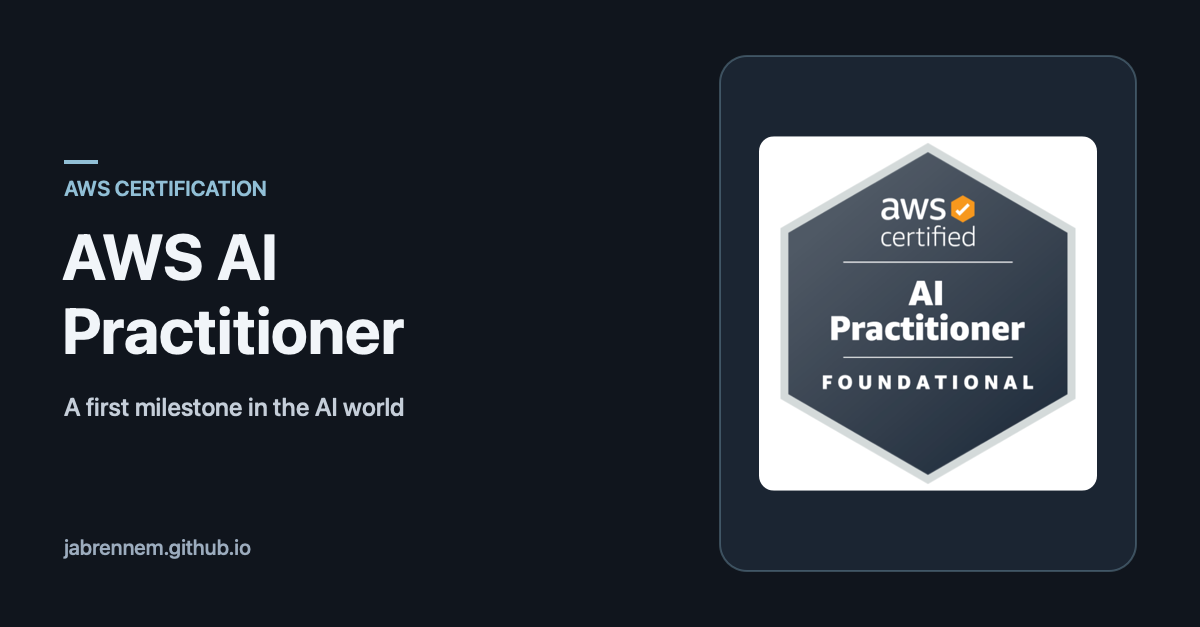 AWS CERTIFICATION
AWS AI
Practitioner
A first milestone in the AI world
jabrennem.github.io
aws
certified
AI
Practitioner
FOUNDATIONAL